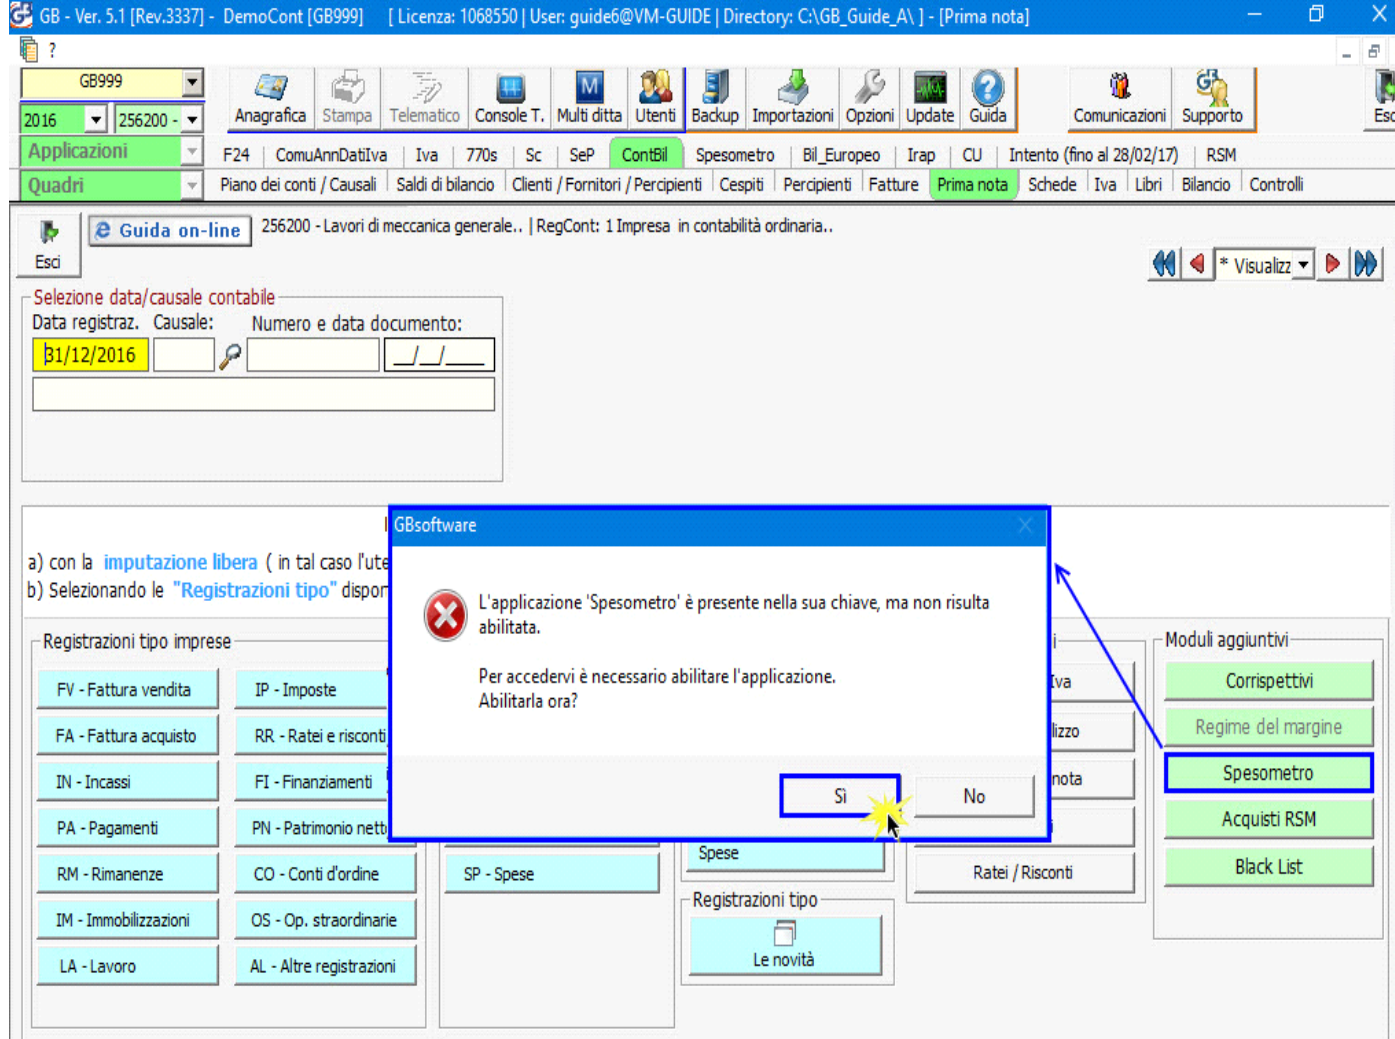 GB - Ver. 5.1 [Rev.3337] - DemoCont [GB999] [ Licenza: 1068550 | User: guide6@VM-GUIDE | Directory: C:\GB_Guide_A\ ] - [Prima nota]
?
GB999
2016 256200 -
Anagrafica Stampa Telematico Console T. Multi ditta Utenti Backup Importazioni Opzioni Update Guida Comunicazioni Supporto
Applicazioni F24 ComuAnnDatiIva Iva 770s Sc SeP ContBil Spesometro Bil_Europeo Irap CU Intento (fino al 28/02/17) RSM
Quadri Piano dei conti / Causali Saldi di bilancio Clienti / Fornitori / Percipienti Cespiti Percipienti Fatture Prima nota Schede Iva Libri Bilancio Controlli
Esci
Guida on-line
256200 - Lavori di meccanica generale.. | RegCont: 1 Impresa in contabilità ordinaria..
* Visualizz
Selezione data/causale contabile
Data registraz. Causale: Numero e data documento:
31/12/2016 __/__/____
a) con la imputazione libera ( in tal caso l'ute
b) Selezionando le "Registrazioni tipo"
GBsoftware
L'applicazione 'Spesometro' è presente nella sua chiave, ma non risulta
abilitata.
Per accedervi è necessario abilitare l'applicazione.
Abilitarla ora?
Sì No
Registrazioni tipo imprese
FV - Fattura vendita IP - Imposte
FA - Fattura acquisto RR - Ratei e risconti
IN - Incassi FI - Finanziamenti
PA - Pagamenti PN - Patrimonio netto
RM - Rimanenze CO - Conti d'ordine SP - Spese
IM - Immobilizzazioni OS - Op. straordinarie
LA - Lavoro AL - Altre registrazioni
Spese
Registrazioni tipo
Le novità
Iva
lizzo
nota
Ratei / Risconti
Moduli aggiuntivi
Corrispettivi
Regime del margine
Spesometro
Acquisti RSM
Black List